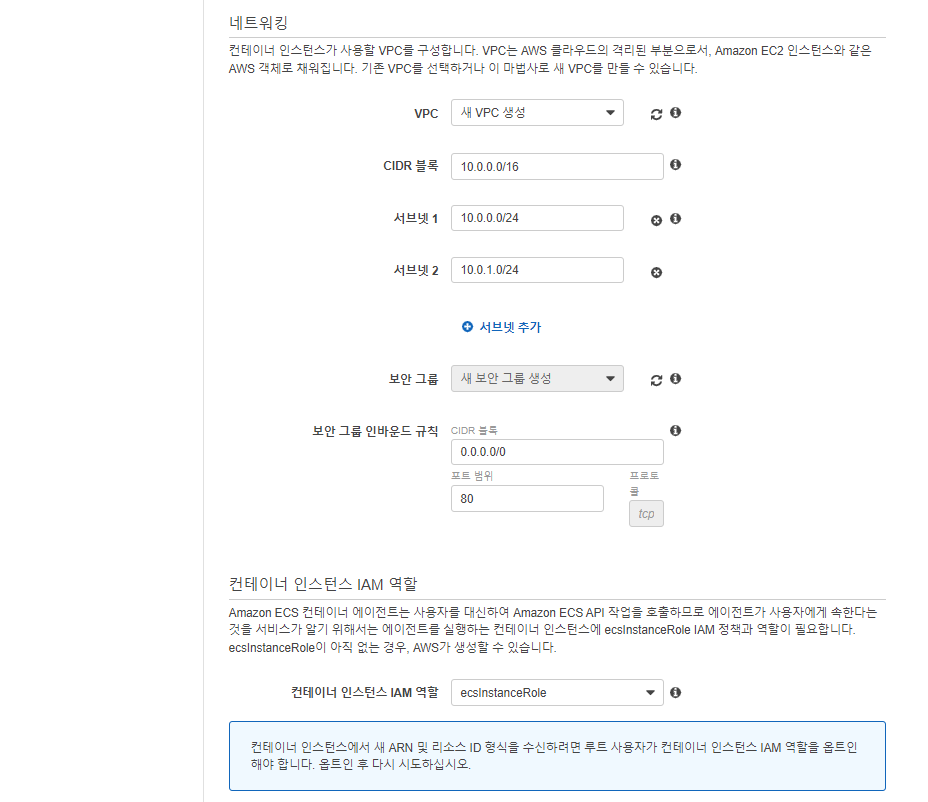 네트워킹
컨테이너 인스턴스가 사용할 VPC를 구성합니다. VPC는 AWS 클라우드의 격리된 부분으로서, Amazon EC2 인스턴스와 같은
AWS 객체로 채워집니다. 기존 VPC를 선택하거나 이 마법사로 새 VPC를 만들 수 있습니다.
VPC 새 VPC 생성
CIDR 블록 10.0.0.0/16
서브넷 1 10.0.0.0/24
서브넷 2 10.0.1.0/24
서브넷 추가
보안 그룹 새 보안 그룹 생성
보안 그룹 인바운드 규칙 CIDR 블록
0.0.0.0/0
포트 범위 프로토
콜
80
tcp
컨테이너 인스턴스 IAM 역할
Amazon ECS 컨테이너 에이전트는 사용자를 대신하여 Amazon ECS API 작업을 호출하므로 에이전트가 사용자에게 속한다는
것을 서비스가 알기 위해서는 에이전트를 실행하는 컨테이너 인스턴스에 ecsInstanceRole IAM 정책과 역할이 필요합니다.
ecsInstanceRole이 아직 없는 경우, AWS가 생성할 수 있습니다.
컨테이너 인스턴스 IAM 역할 ecsInstanceRole
컨테이너 인스턴스에서 새 ARN 및 리소스 ID 형식을 수신하려면 루트 사용자가 컨테이너 인스턴스 IAM 역할을 옵트인
해야 합니다. 옵트인 후 다시 시도하십시오.